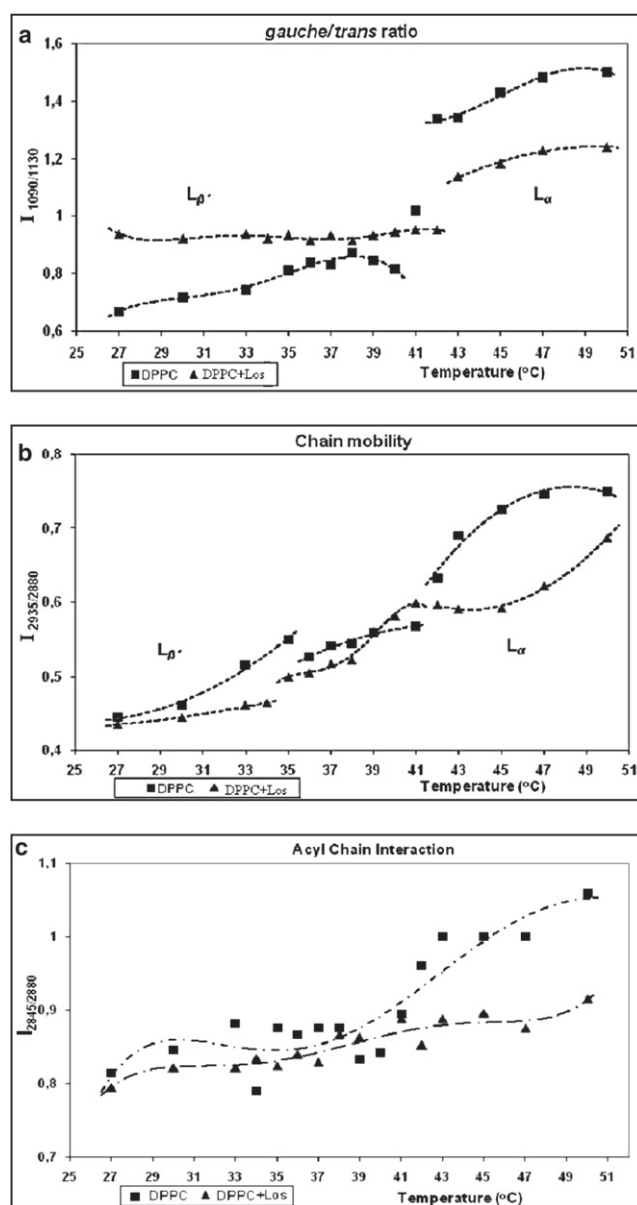 a
gauche/trans ratio
1,6
1,4
1,2
1
0,8
0,6
I 1090/1130
Lβ'
Lα
25 27 29 31 33 35 37 39 41 43 45 47 49 51
DPPC DPPC+Los
Temperature (°C)
b
Chain mobility
0,8
0,7
0,6
0,5
0,4
I 2935/2880
Lβ'
Lα
25 27 29 31 33 35 37 39 41 43 45 47 49 51
DPPC DPPC+Los
Temperature (°C)
c
Acyl Chain Interaction
1,1
1
0,9
0,8
0,7
I 2845/2880
25 27 29 31 33 35 37 39 41 43 45 47 49 51
DPPC DPPC+Los
Temperature (°C)